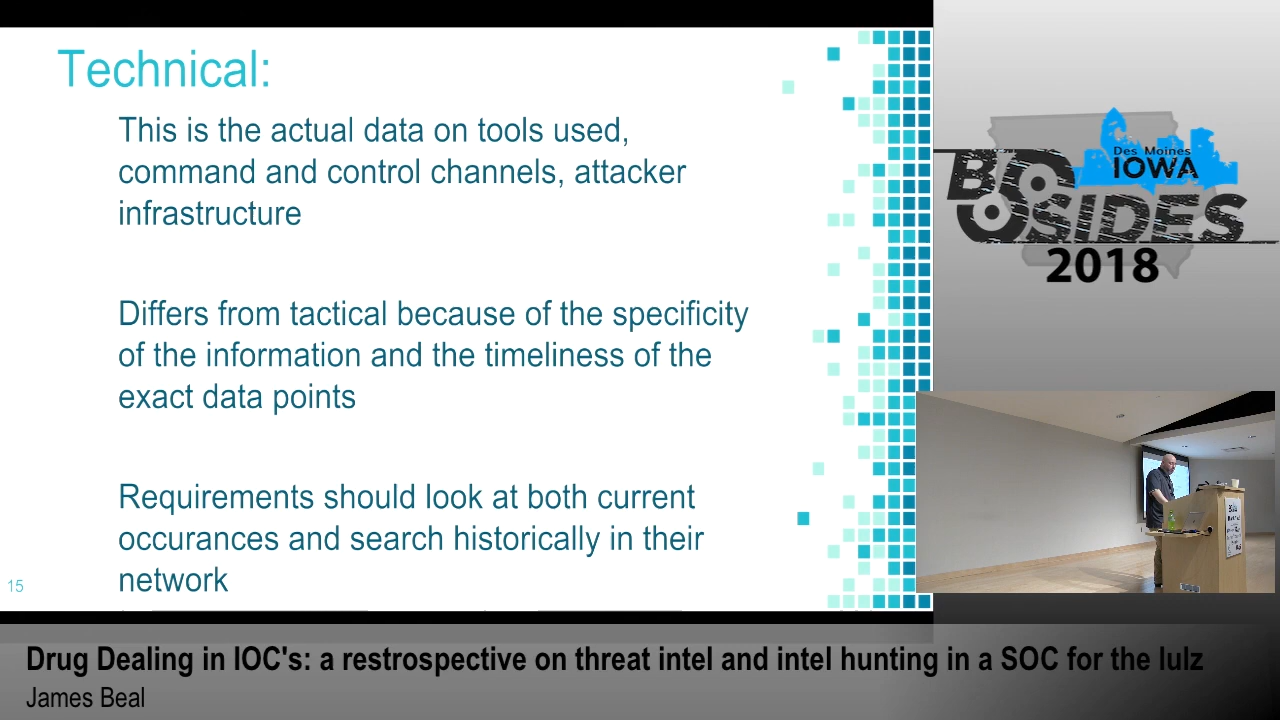 Technical:
This is the actual data on tools used,
command and control channels, attacker
infrastructure
Differs from tactical because of the specificity
of the information and the timeliness of the
exact data points
Requirements should look at both current
occurances and search historically in their
network
15
Des Moines
IOWA
BSIDES
2018
Drug Dealing in IOC's: a restrospective on threat intel and intel hunting in a SOC for the lulz
James Beal